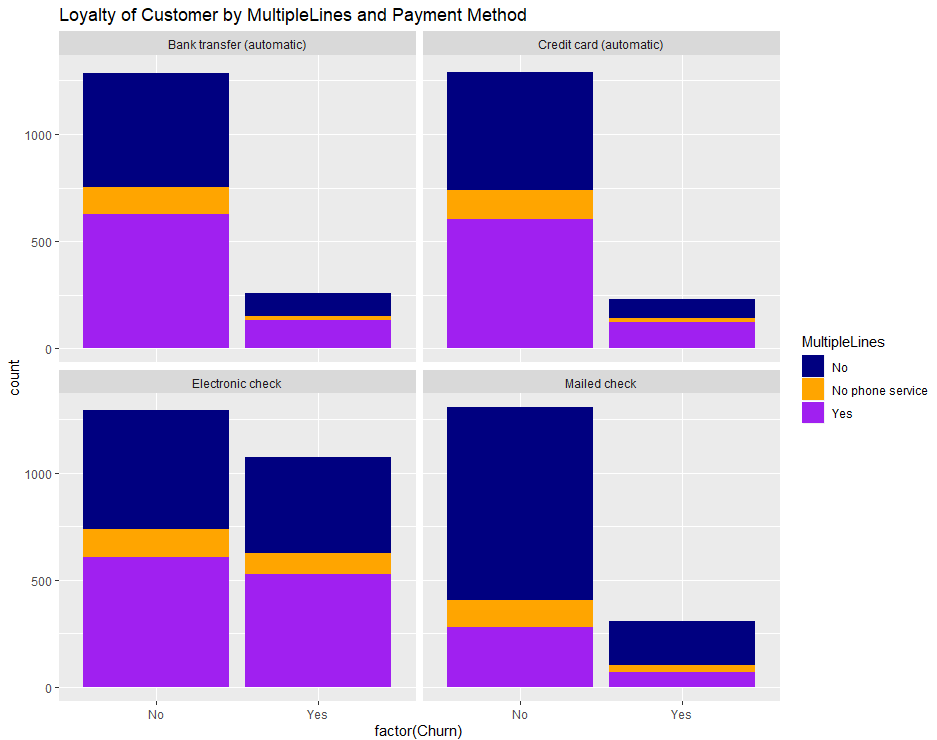 Loyalty of Customer by MultipleLines and Payment Method
Bank transfer (automatic)
Credit card (automatic)
1000
500
0
Electronic check
Mailed check
1000
500
0
No
Yes
No
Yes
factor(Churn)
count
MultipleLines
No
No phone service
Yes